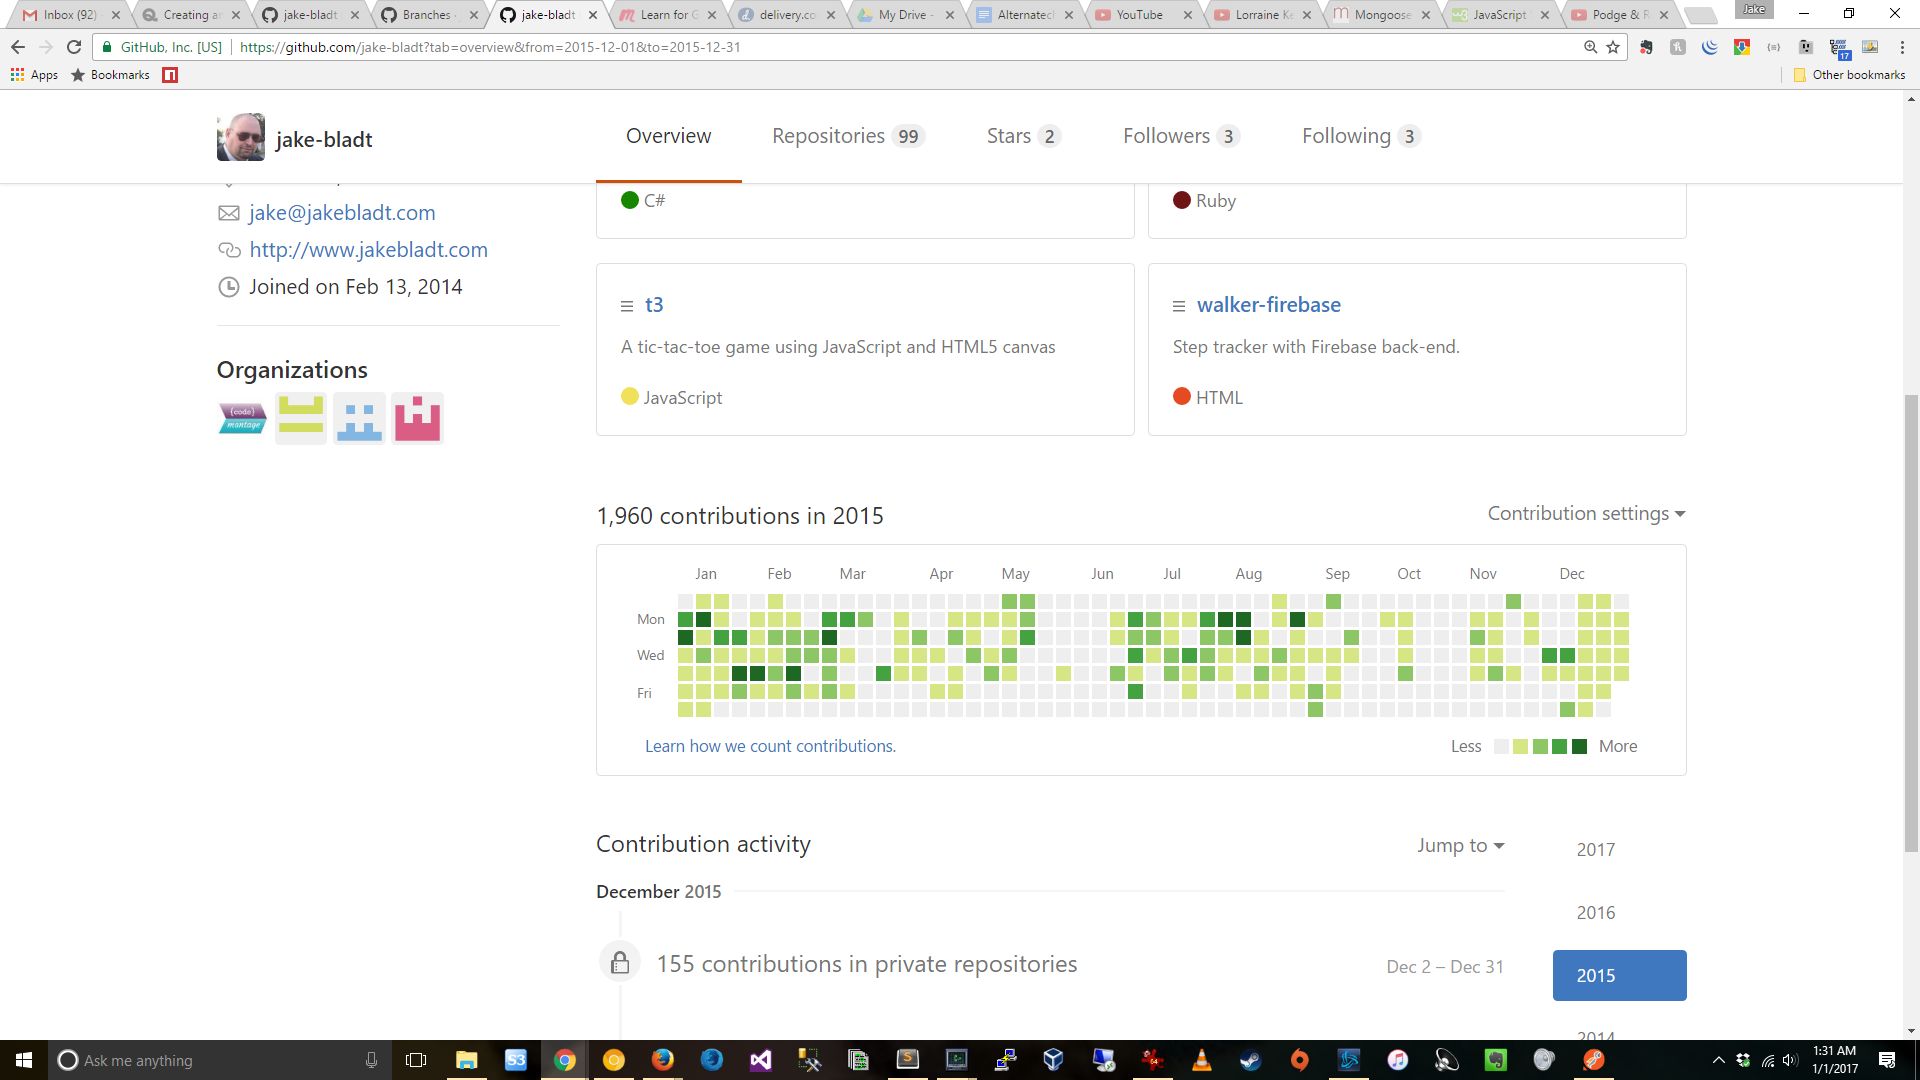 Inbox (92)
Creating a
jake-bladt
Branches
jake-bladt
Learn for G
delivery.co
My Drive -
Alternatec
YouTube
Lorraine Ke
Mongoose
JavaScript
Podge & R
Jake
GitHub, Inc. [US]
https://github.com/jake-bladt?tab=overview&from=2015-12-01&to=2015-12-31
17
Apps
Bookmarks
Other bookmarks
jake-bladt
Overview
Repositories 99
Stars 2
Followers 3
Following 3
C#
Ruby
jake@jakebladt.com
http://www.jakebladt.com
Joined on Feb 13, 2014
Organizations
{code}
montage
t3
A tic-tac-toe game using JavaScript and HTML5 canvas
JavaScript
walker-firebase
Step tracker with Firebase back-end.
HTML
1,960 contributions in 2015
Contribution settings
Jan Feb Mar Apr May Jun Jul Aug Sep Oct Nov Dec
Mon
Wed
Fri
Learn how we count contributions.
Less
More
Contribution activity
Jump to
2017
2016
2015
2014
December 2015
155 contributions in private repositories
Dec 2 – Dec 31
Ask me anything
S3
1:31 AM
1/1/2017